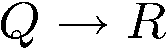 Q → R